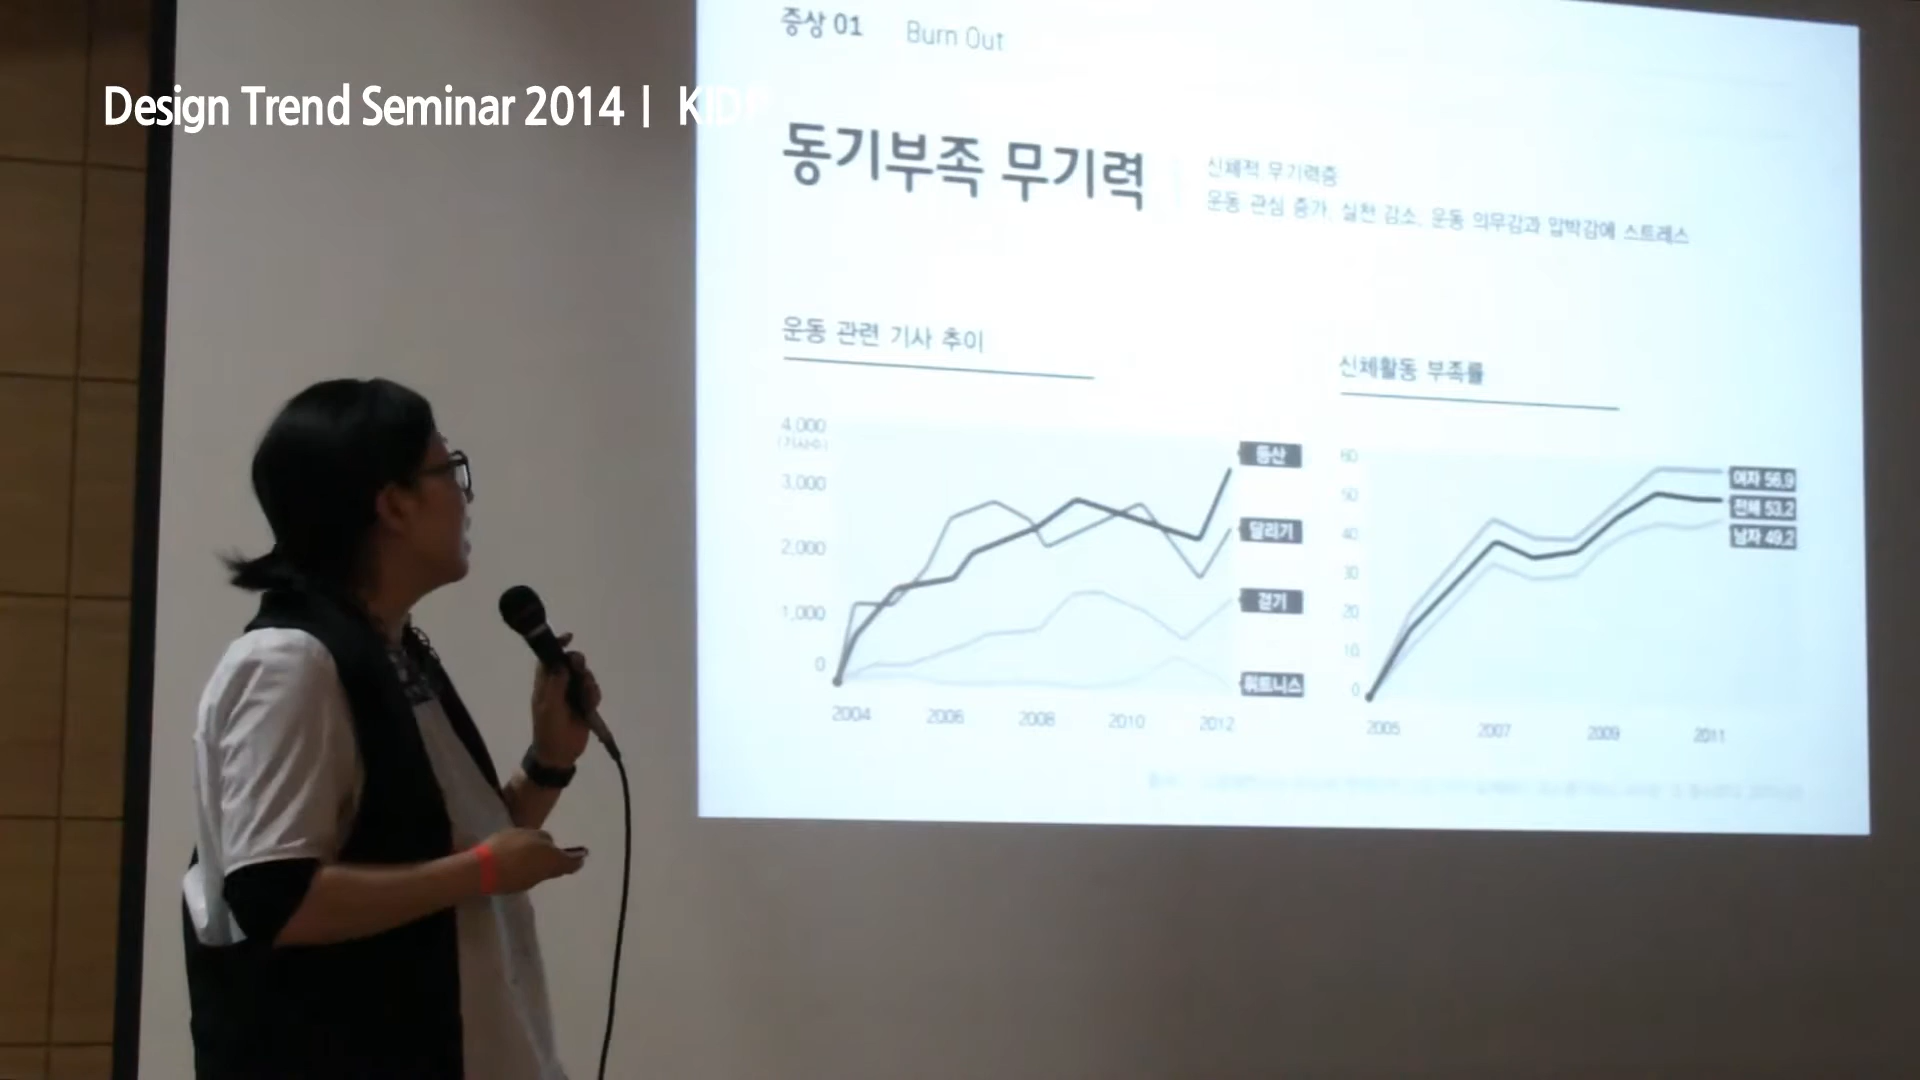 증상 01 Burn Out
Design Trend Seminar 2014 | KIDP
동기부족 무기력
신체적 무기력증
운동 관심 증가, 실천 감소, 운동 의무감과 압박감에 스트레스
운동 관련 기사 추이
4,000
(기사수)
3,000
2,000
1,000
0
2004 2006 2008 2010 2012
등산
달리기
걷기
휘트니스
신체활동 부족률
60
50
40
30
20
10
0
2005 2007 2009 2011
여자 56.9
전체 53.2
남자 49.2